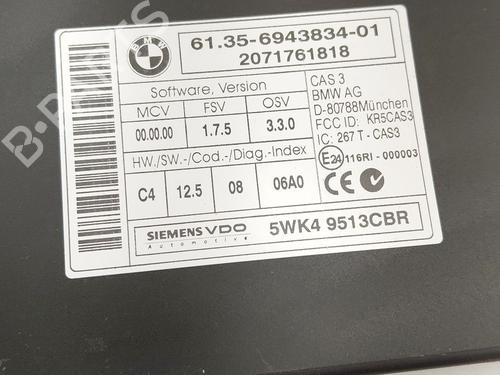 BMW
61.35-6943834-01
2071761818
Software, Version
MCV FSV OSV
00.00.00 1.7.5 3.3.0
HW./SW.-/Cod.-/Diag.-Index
C4 12.5 08 06A0
CAS 3
BMW AG
D-80788München
FCC ID: KR5CAS3
IC: 267 T - CAS3
E24 116RI - 000003
CE
SIEMENS VDO
Automotive
5WK4 9513CBR